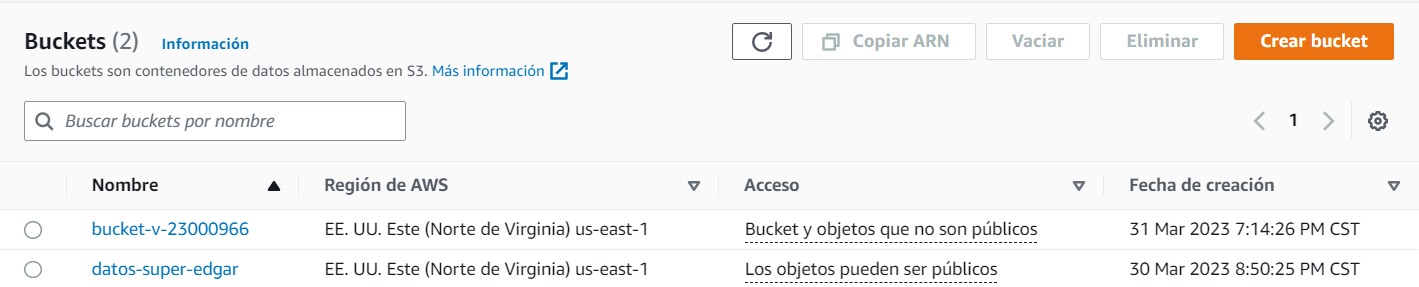 Buckets (2) Información
Copiar ARN Vaciar Eliminar Crear bucket
Los buckets son contenedores de datos almacenados en S3. Más información
Buscar buckets por nombre
1
Nombre Región de AWS Acceso Fecha de creación
bucket-v-23000966 EE. UU. Este (Norte de Virginia) us-east-1 Bucket y objetos que no son públicos 31 Mar 2023 7:14:26 PM CST
datos-super-edgar EE. UU. Este (Norte de Virginia) us-east-1 Los objetos pueden ser públicos 30 Mar 2023 8:50:25 PM CST